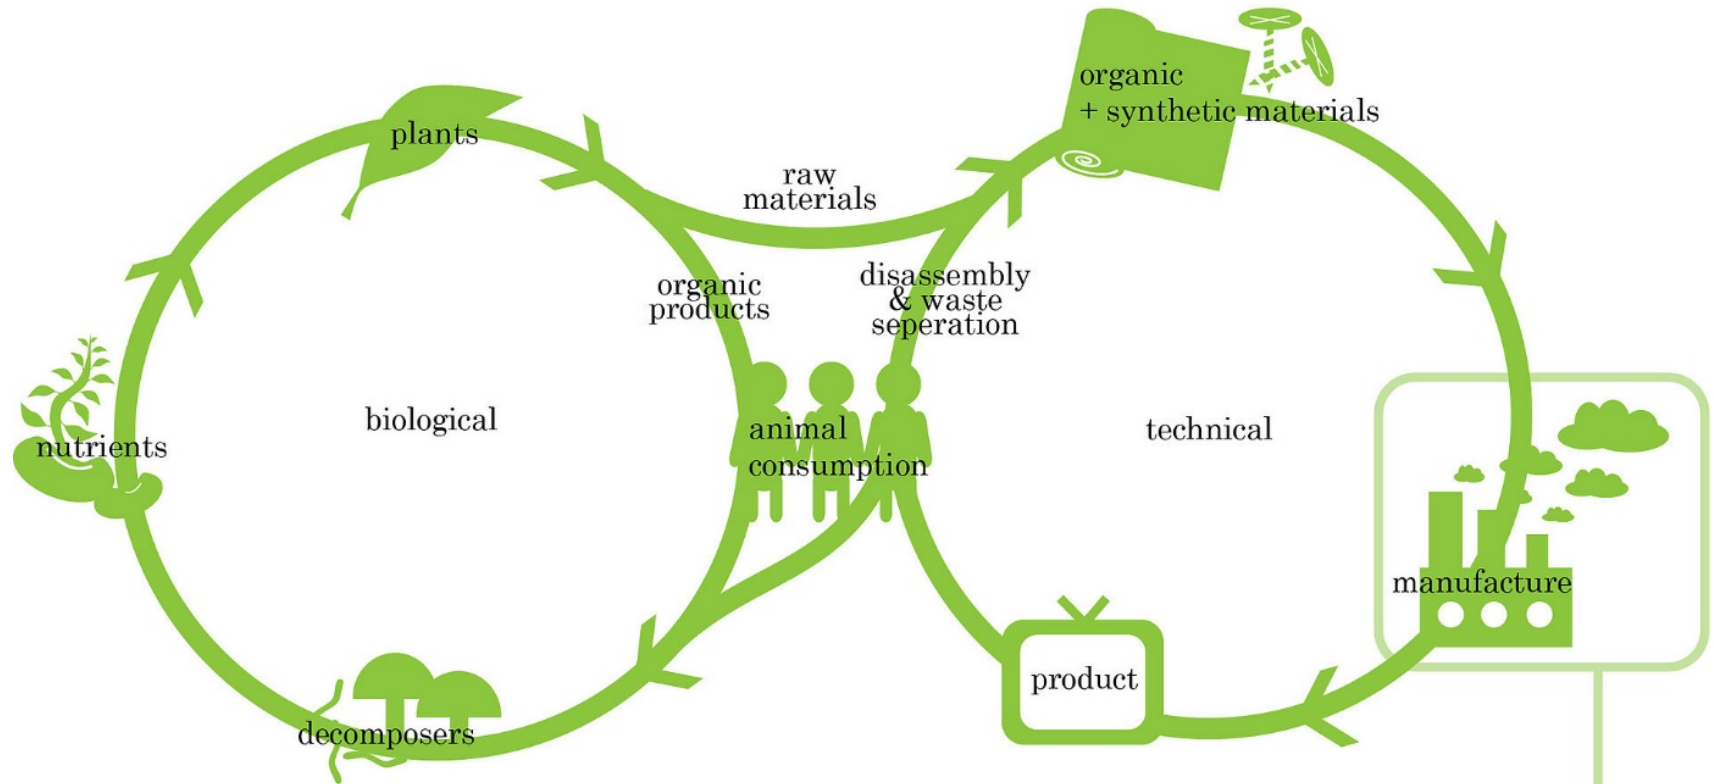 organic
+ synthetic materials
plants
raw
materials
organic
products
disassembly
& waste
seperation
nutrients
biological
animal
consumption
technical
manufacture
product
decomposers